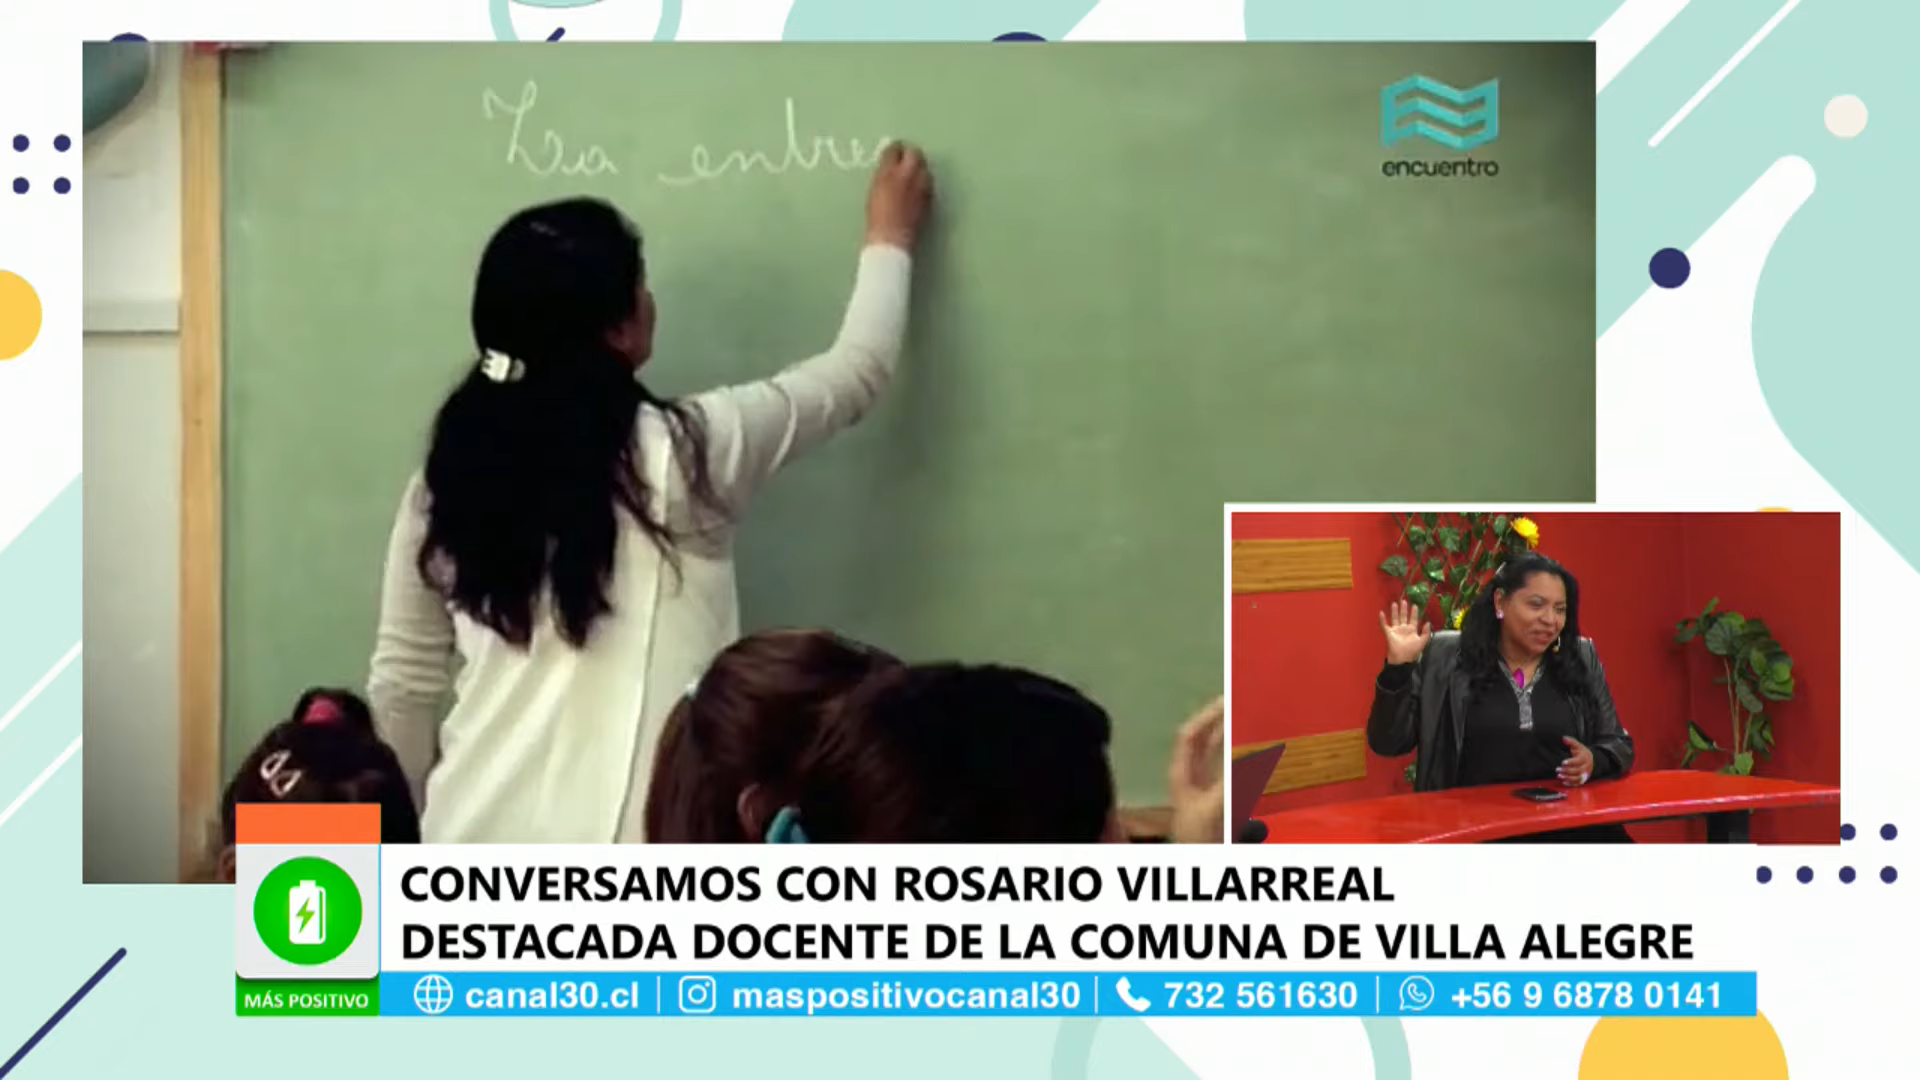 La entre
encuentro
CONVERSAMOS CON ROSARIO VILLARREAL
DESTACADA DOCENTE DE LA COMUNA DE VILLA ALEGRE
MÁS POSITIVO
canal30.cl | maspositivocanal30 | 732 561630 | +56 9 6878 0141